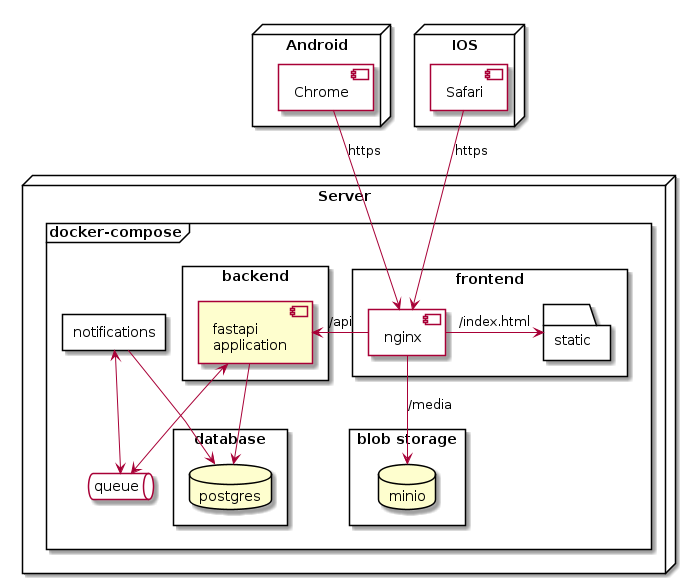 Android
IOS
Chrome
Safari
https
https
Server
docker-compose
backend
frontend
notifications
fastapi
application
/api
nginx
/index.html
static
/media
database
blob storage
queue
postgres
minio